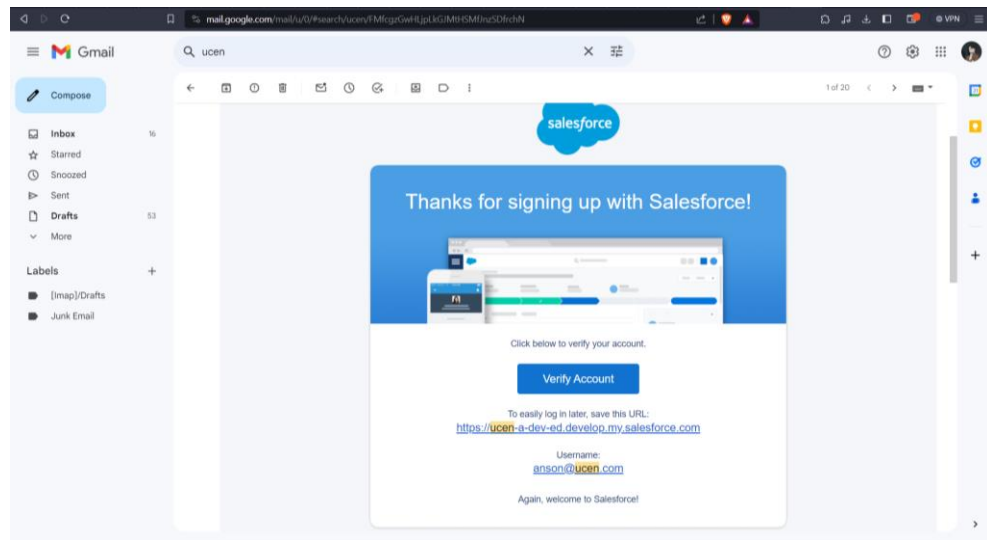 mail.google.com/mail/u/0/#search/ucen/FMfcgzGwHLjpLkGJMtHSMfJnzSDfrchN
VPN
Gmail
ucen
Compose
1 of 20
Inbox 16
Starred
Snoozed
Sent
Drafts 53
More
Labels
[Imap]/Drafts
Junk Email
salesforce
Thanks for signing up with Salesforce!
Click below to verify your account.
Verify Account
To easily log in later, save this URL:
https://ucen-a-dev-ed.develop.my.salesforce.com
Username:
anson@ucen.com
Again, welcome to Salesforce!